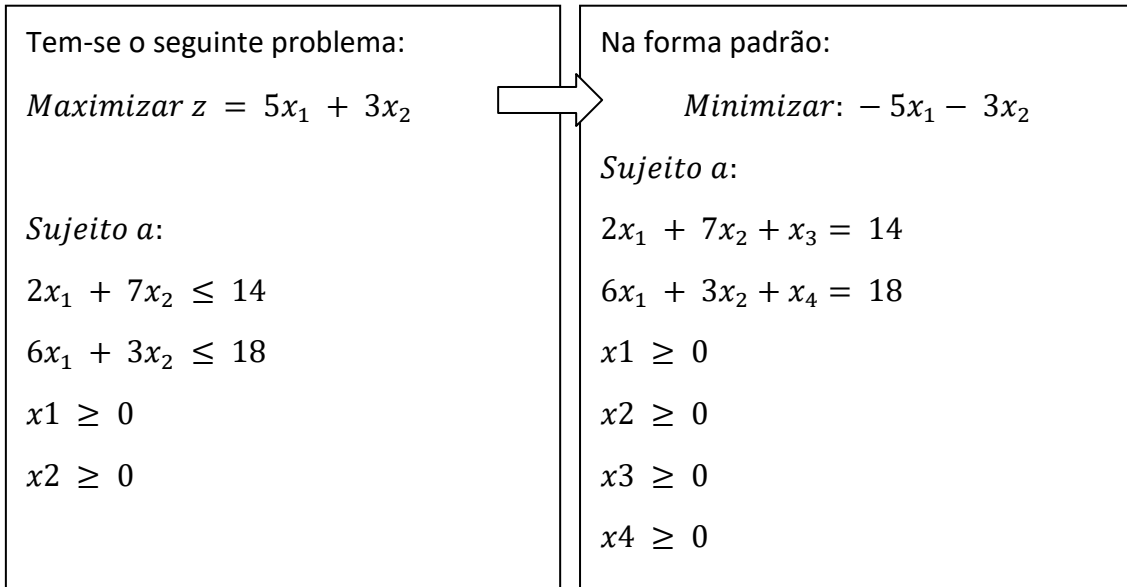 Tem-se o seguinte problema:
Maximizar z = 5x₁ + 3x₂
Sujeito a:
2x₁ + 7x₂ ≤ 14
6x₁ + 3x₂ ≤ 18
x1 ≥ 0
x2 ≥ 0
Na forma padrão:
Minimizar: − 5x₁ − 3x₂
Sujeito a:
2x₁ + 7x₂ + x₃ = 14
6x₁ + 3x₂ + x₄ = 18
x1 ≥ 0
x2 ≥ 0
x3 ≥ 0
x4 ≥ 0